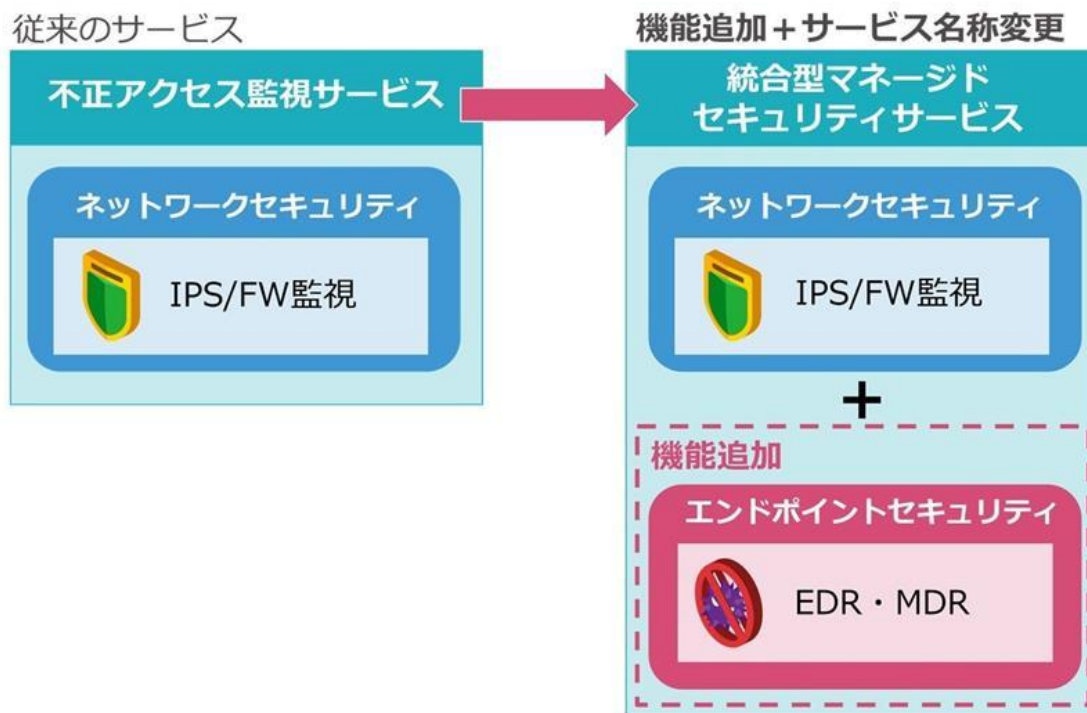 従来のサービス
不正アクセス監視サービス
ネットワークセキュリティ
IPS/FW監視
機能追加+サービス名称変更
統合型マネージド
セキュリティサービス
ネットワークセキュリティ
IPS/FW監視
+
機能追加
エンドポイントセキュリティ
EDR・MDR